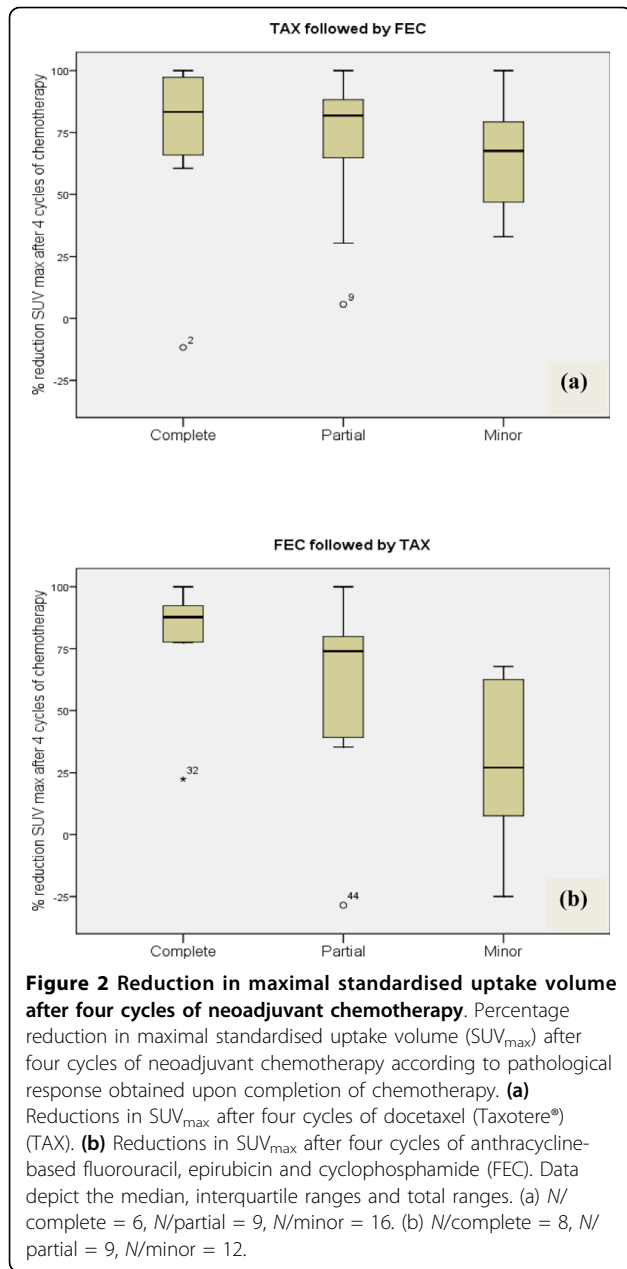 TAX followed by FEC
% reduction SUV max after 4 cycles of chemotherapy
100
75
50
25
0
-25
2
9
(a)
Complete Partial Minor
FEC followed by TAX
% reduction SUV max after 4 cycles of chemotherapy
100
75
50
25
0
-25
32
44
(b)
Complete Partial Minor
Figure 2 Reduction in maximal standardised uptake volume
after four cycles of neoadjuvant chemotherapy. Percentage
reduction in maximal standardised uptake volume (SUVmax) after
four cycles of neoadjuvant chemotherapy according to pathological
response obtained upon completion of chemotherapy. (a)
Reductions in SUVmax after four cycles of docetaxel (Taxotere®)
(TAX). (b) Reductions in SUVmax after four cycles of anthracycline-
based fluorouracil, epirubicin and cyclophosphamide (FEC). Data
depict the median, interquartile ranges and total ranges. (a) N/
complete = 6, N/partial = 9, N/minor = 16. (b) N/complete = 8, N/
partial = 9, N/minor = 12.